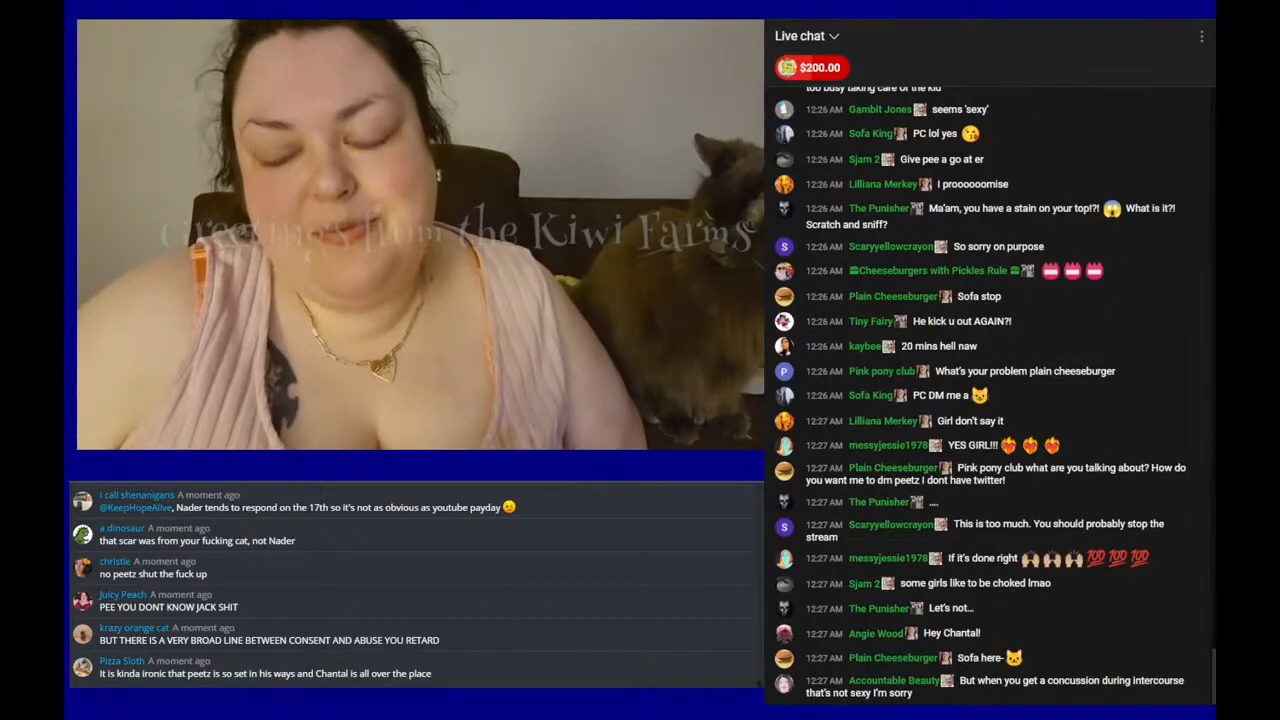 Greetings from the Kiwi Farms
I call shenanigans A moment ago
@KeepHopeAlive, Nader tends to respond on the 17th so it's not as obvious as youtube payday
a dinosaur A moment ago
that scar was from your fucking cat, not Nader
christie A moment ago
no peetz shut the fuck up
Juicy Peach A moment ago
PEE YOU DONT KNOW JACK SHIT
krazy orange cat A moment ago
BUT THERE IS A VERY BROAD LINE BETWEEN CONSENT AND ABUSE YOU RETARD
Pizza Sloth A moment ago
It is kinda ironic that peetz is so set in his ways and Chantal is all over the place
Live chat
$200.00
too busy taking care of the kid
12:26 AM Gambit Jones seems 'sexy'
12:26 AM Sofa King PC lol yes 😘
12:26 AM Sjam 2 Give pee a go at er
12:26 AM Lilliana Merkey I proooooomise
12:26 AM The Punisher Ma'am, you have a stain on your top!?! 😱 What is it?!
Scratch and sniff?
S 12:26 AM Scaryyellowcrayon So sorry on purpose
12:26 AM 🍔Cheeseburgers with Pickles Rule 🍔 📛 📛 📛
12:26 AM Plain Cheeseburger Sofa stop
12:26 AM Tiny Fairy He kick u out AGAIN?!
12:26 AM kaybee 20 mins hell naw
P 12:26 AM Pink pony club What's your problem plain cheeseburger
12:26 AM Sofa King PC DM me a 😺
12:27 AM Lilliana Merkey Girl don't say it
12:27 AM messyjessie1978 YES GIRL!!! ❤️‍🔥 ❤️‍🔥 ❤️‍🔥
12:27 AM Plain Cheeseburger Pink pony club what are you talking about? How do
you want me to dm peetz I dont have twitter!
12:27 AM The Punisher ....
S 12:27 AM Scaryyellowcrayon This is too much. You should probably stop the
stream
12:27 AM messyjessie1978 If it's done right 🙌🏼 🙌🏼 🙌🏼 💯 💯 💯
12:27 AM Sjam 2 some girls like to be choked lmao
12:27 AM The Punisher Let's not...
12:27 AM Angie Wood Hey Chantal!
12:27 AM Plain Cheeseburger Sofa here- 😺
12:27 AM Accountable Beauty But when you get a concussion during intercourse
that's not sexy I'm sorry